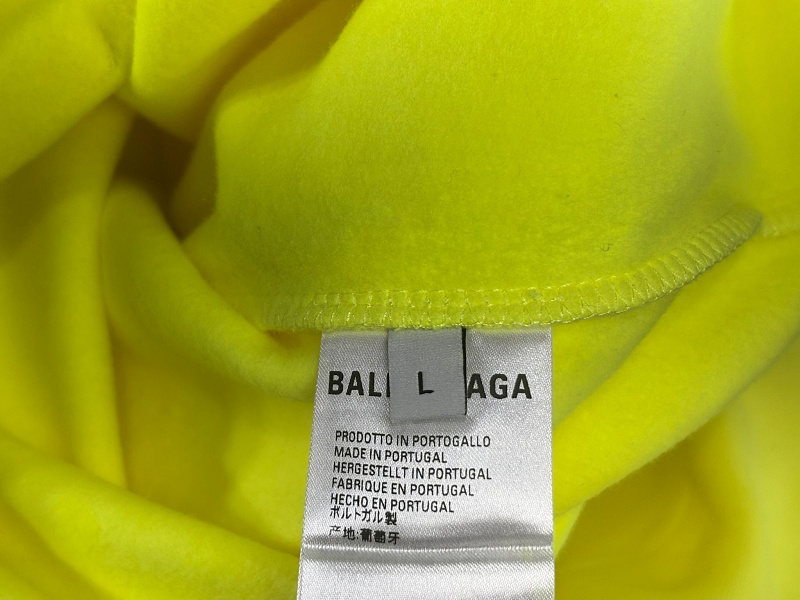 BAL L AGA
PRODOTTO IN PORTOGALLO
MADE IN PORTUGAL
HERGESTELLT IN PORTUGAL
FABRIQUE EN PORTUGAL
HECHO EN PORTUGAL
ポルトガル製
产地:葡萄牙